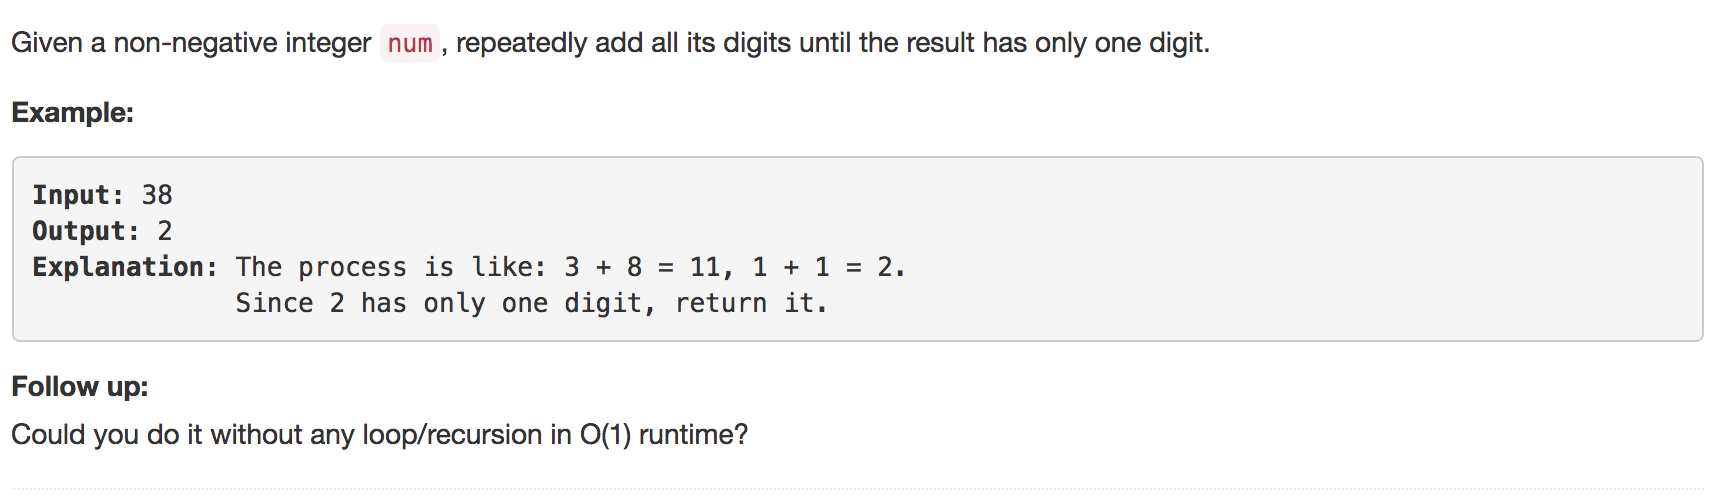 Given a non-negative integer num, repeatedly add all its digits until the result has only one digit.
Example:
Input: 38
Output: 2
Explanation: The process is like: 3 + 8 = 11, 1 + 1 = 2.
Since 2 has only one digit, return it.
Follow up:
Could you do it without any loop/recursion in O(1) runtime?